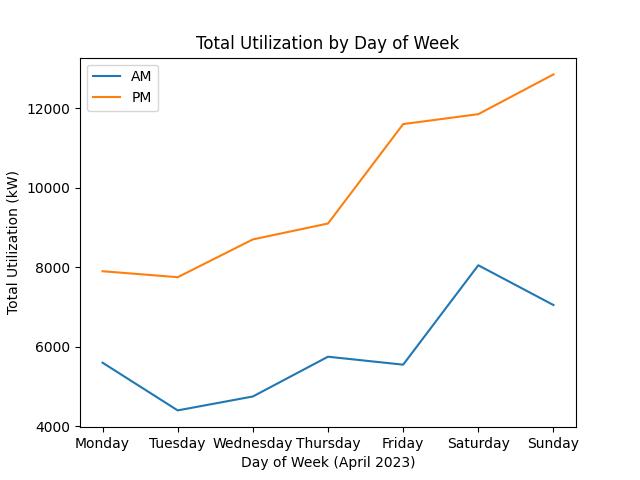 Total Utilization by Day of Week
AM
PM
Total Utilization (kW)
12000
10000
8000
6000
4000
Monday Tuesday Wednesday Thursday Friday Saturday Sunday
Day of Week (April 2023)